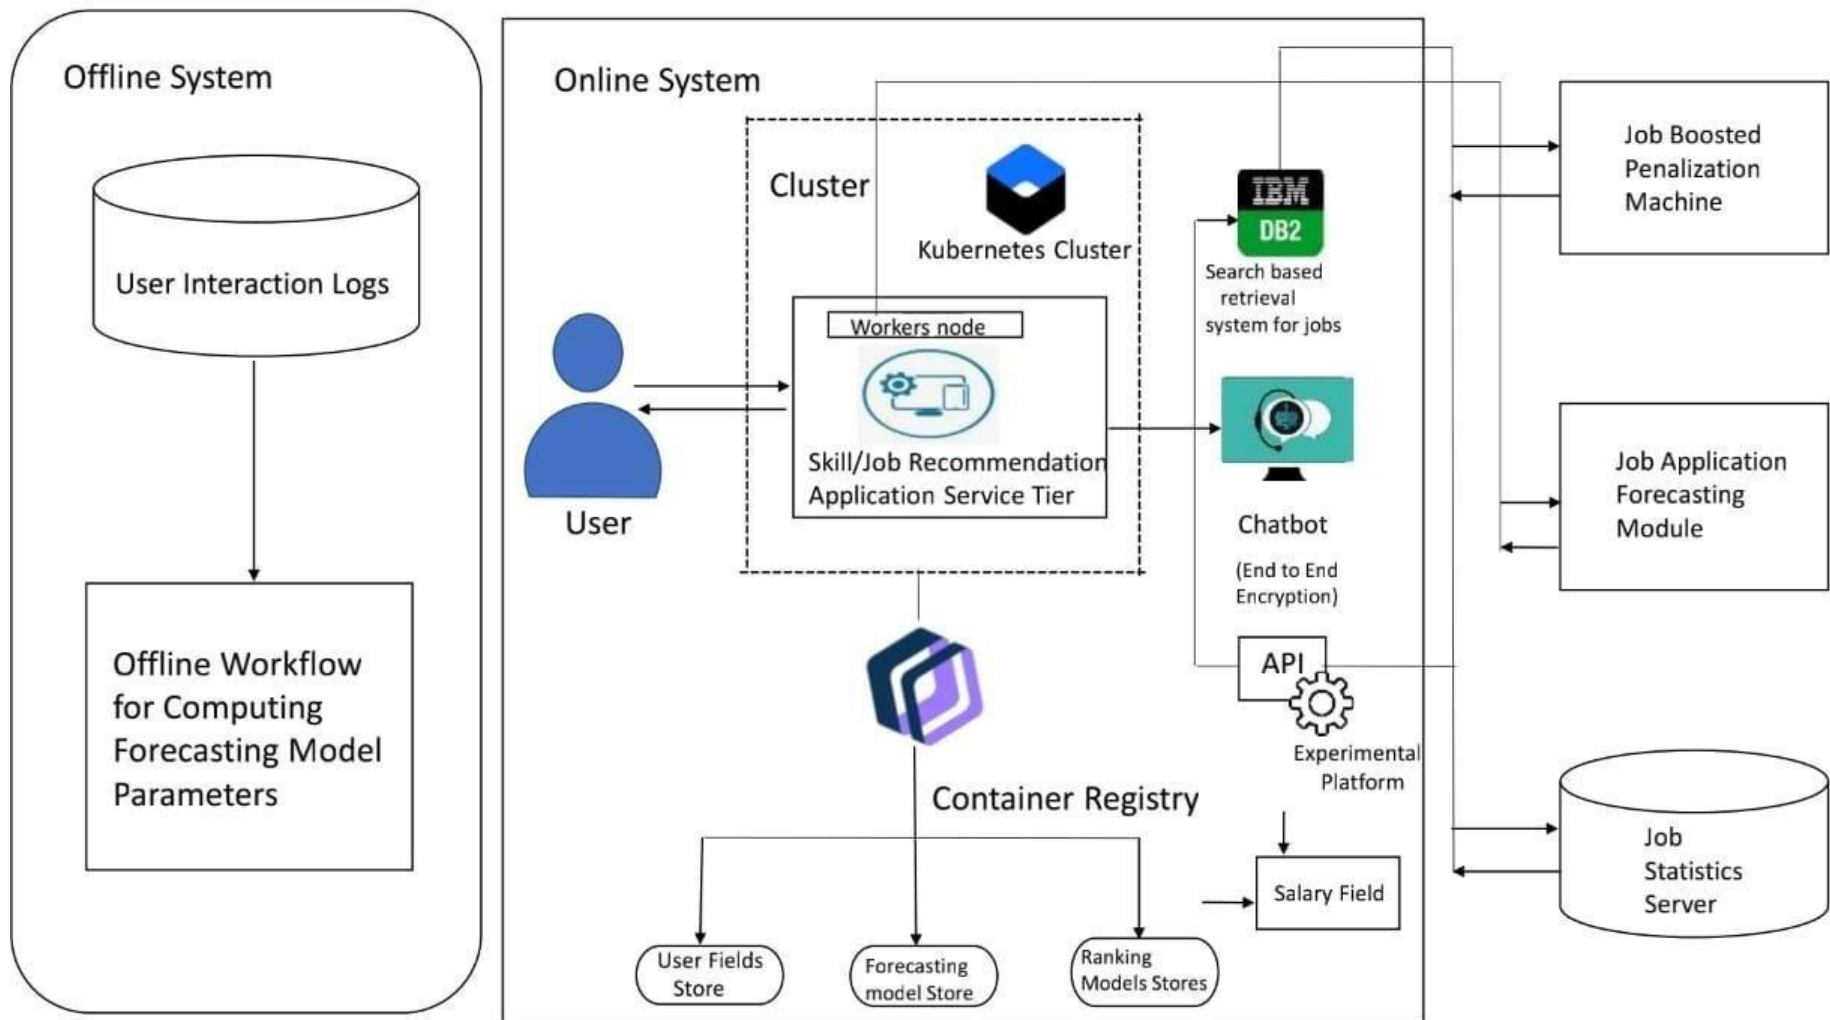 Offline System
User Interaction Logs
Offline Workflow
for Computing
Forecasting Model
Parameters
Online System
Cluster
Kubernetes Cluster
Workers node
Skill/Job Recommendation
Application Service Tier
User
IBM
DB2
Search based
retrieval
system for jobs
Chatbot
(End to End
Encryption)
API
Experimental
Platform
Container Registry
Salary Field
User Fields
Store
Forecasting
model Store
Ranking
Models Stores
Job Boosted
Penalization
Machine
Job Application
Forecasting
Module
Job
Statistics
Server